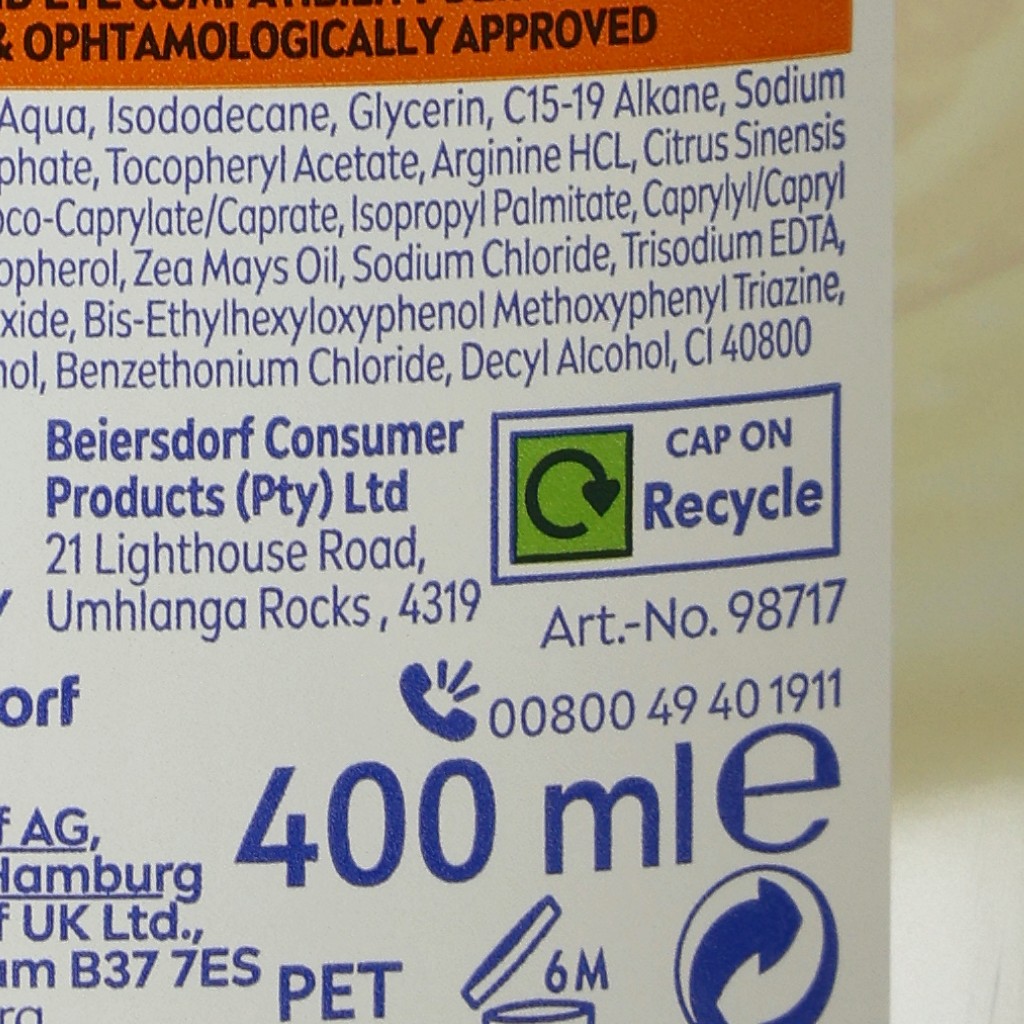 & OPHTAMOLOGICALLY APPROVED
Aqua, Isododecane, Glycerin, C15-19 Alkane, Sodium
phate, Tocopheryl Acetate, Arginine HCL, Citrus Sinensis
oco-Caprylate/Caprate, Isopropyl Palmitate, Caprylyl/Capryl
opherol, Zea Mays Oil, Sodium Chloride, Trisodium EDTA,
xide, Bis-Ethylhexyloxyphenol Methoxyphenyl Triazine,
nol, Benzethonium Chloride, Decyl Alcohol, CI 40800
Beiersdorf Consumer
Products (Pty) Ltd
21 Lighthouse Road,
Umhlanga Rocks , 4319
CAP ON
Recycle
Art.-No. 98717
orf
00800 49 40 1911
400 ml e
f AG,
Hamburg
f UK Ltd.,
am B37 7ES
PET
6M